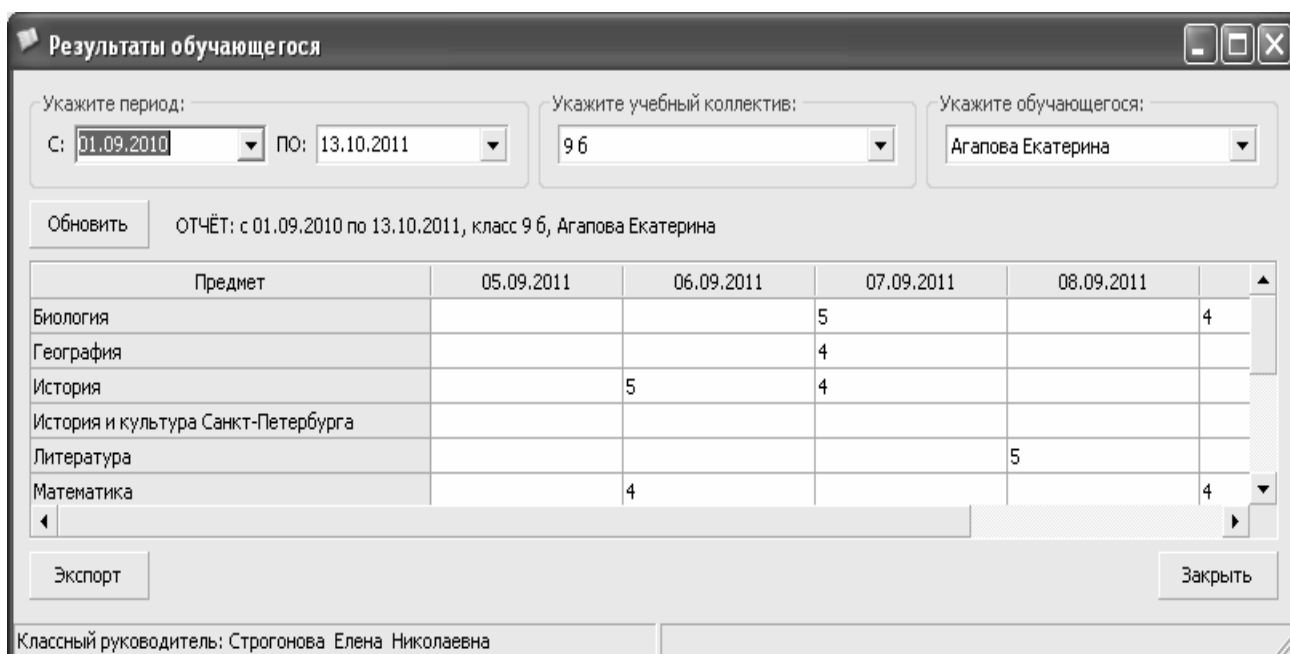 Результаты обучающегося
Укажите период: Укажите учебный коллектив: Укажите обучающегося:
С: 01.09.2010 ПО: 13.10.2011 9 б Агапова Екатерина
Обновить ОТЧЁТ: с 01.09.2010 по 13.10.2011, класс 9 б, Агапова Екатерина
Предмет 05.09.2011 06.09.2011 07.09.2011 08.09.2011
Биология 5 4
География 4
История 5 4
История и культура Санкт-Петербурга
Литература 5
Математика 4 4
Экспорт Закрыть
Классный руководитель: Строгонова Елена Николаевна